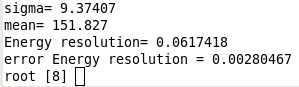 sigma= 9.37407
mean= 151.827
Energy resolution= 0.0617418
error Energy resolution = 0.00280467
root [8]